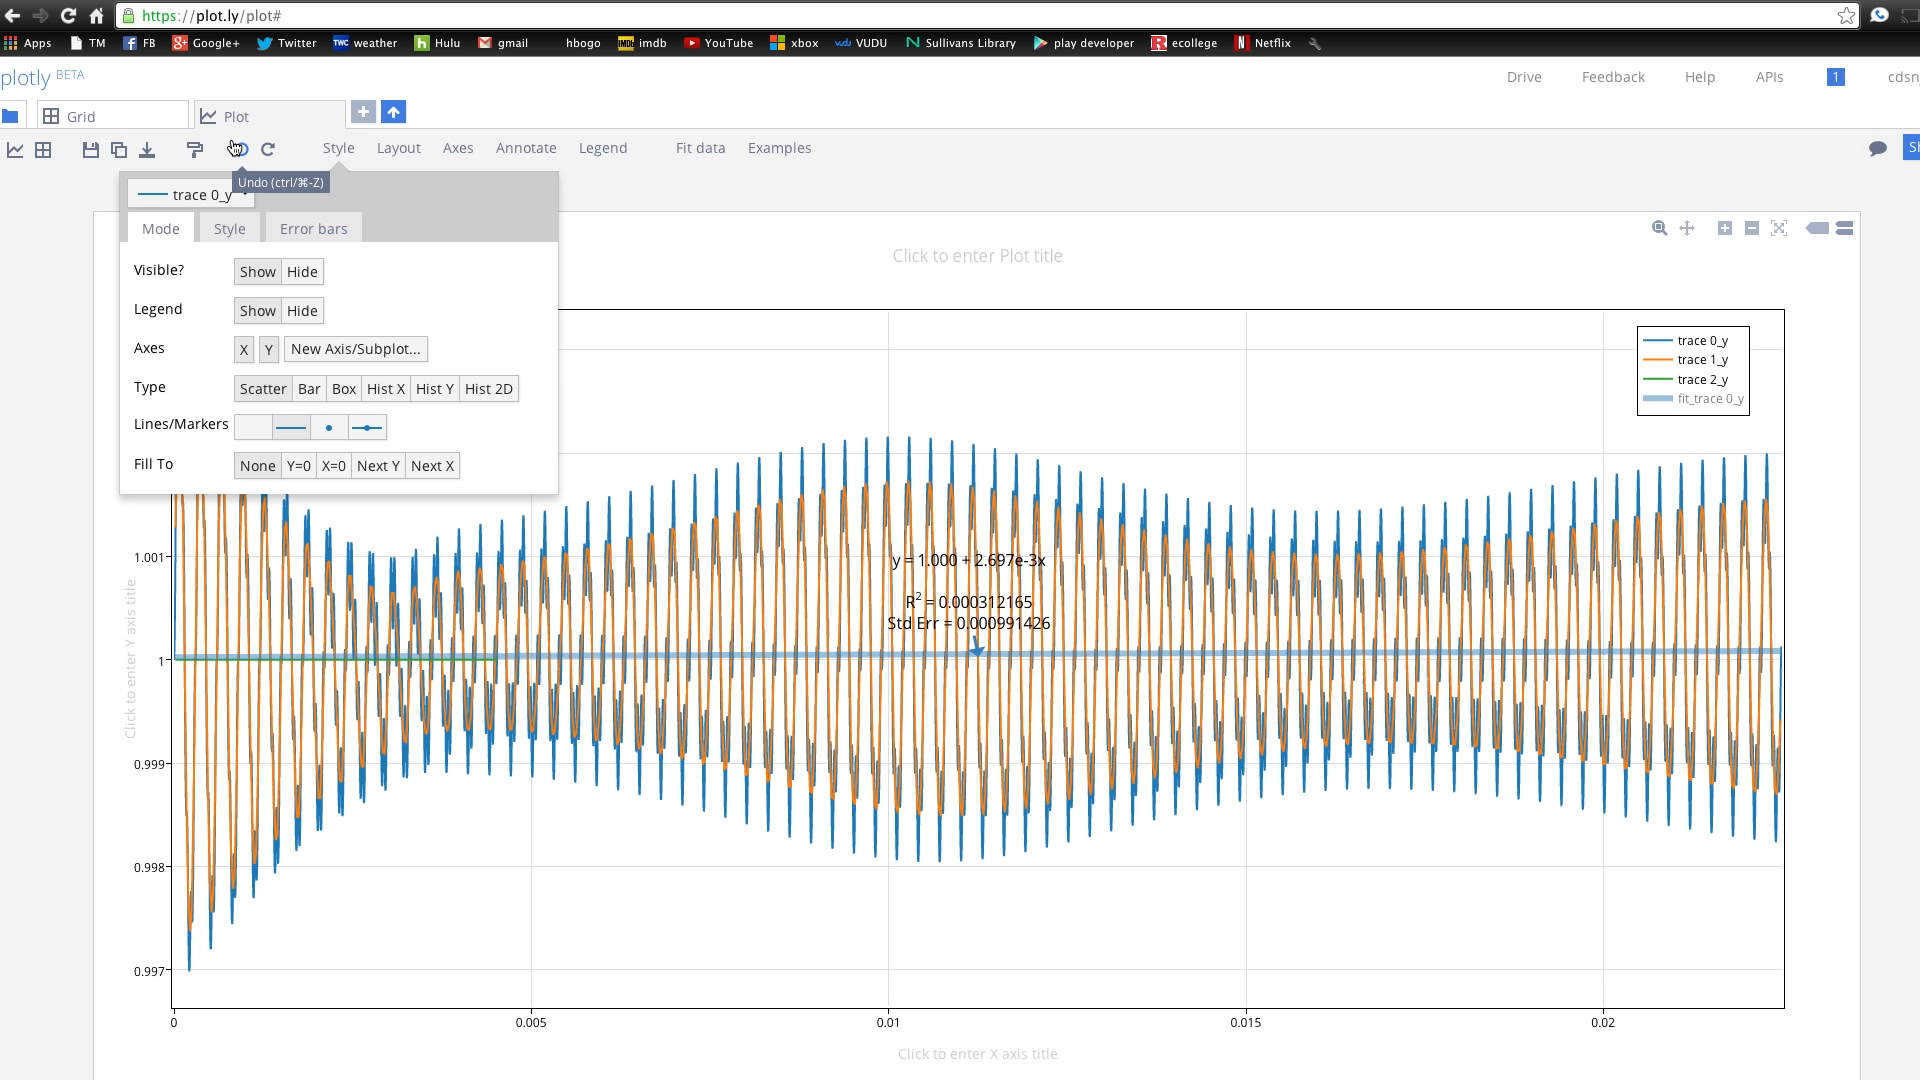 https://plot.ly/plot#
Apps TM FB Google+ Twitter TWC weather h Hulu gmail hbogo IMDb imdb YouTube xbox vudu VUDU N Sullivans Library play developer R ecollege N Netflix
plotly BETA Drive Feedback Help APIs 1 cdsn
Grid Plot
Style Layout Axes Annotate Legend Fit data Examples Sh
Undo (ctrl/⌘-Z)
trace 0_y
Mode Style Error bars
Visible? Show Hide
Legend Show Hide
Axes X Y New Axis/Subplot...
Type Scatter Bar Box Hist X Hist Y Hist 2D
Lines/Markers
Fill To None Y=0 X=0 Next Y Next X
Click to enter Plot title
trace 0_y
trace 1_y
trace 2_y
fit_trace 0_y
y = 1.000 + 2.697e-3x
R² = 0.000312165
Std Err = 0.000991426
1.001
1
0.999
0.998
0.997
Click to enter Y axis title
0 0.005 0.01 0.015 0.02
Click to enter X axis title